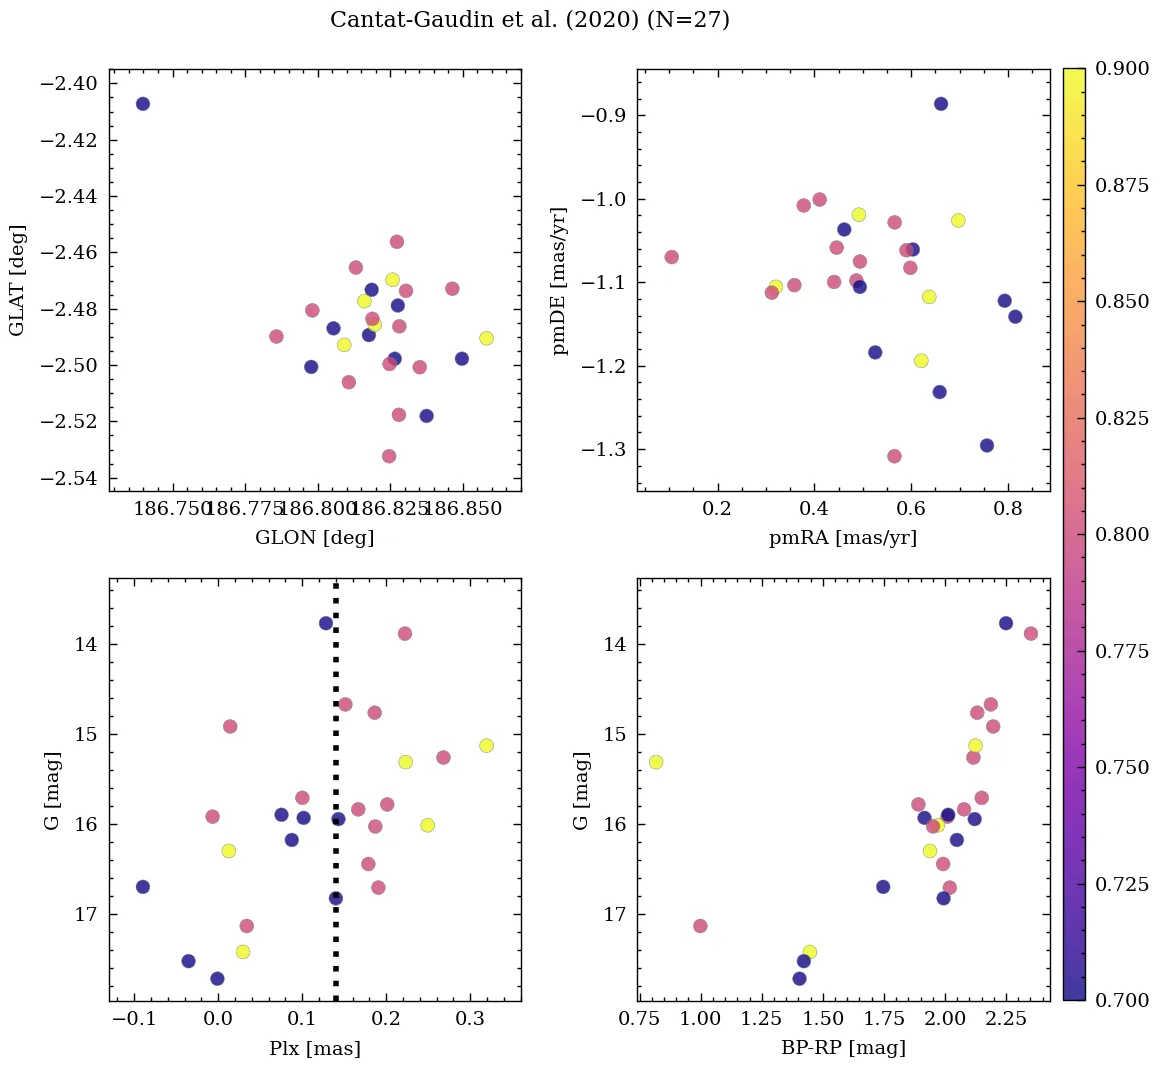 Cantat-Gaudin et al. (2020) (N=27)
−2.40
−2.42
−2.44
−2.46
−2.48
−2.50
−2.52
−2.54
GLAT [deg]
186.750 186.775 186.800 186.825 186.850
GLON [deg]
−0.9
−1.0
−1.1
−1.2
−1.3
pmDE [mas/yr]
0.2 0.4 0.6 0.8
pmRA [mas/yr]
14
15
16
17
G [mag]
−0.1 0.0 0.1 0.2 0.3
Plx [mas]
14
15
16
17
G [mag]
0.75 1.00 1.25 1.50 1.75 2.00 2.25
BP-RP [mag]
0.900
0.875
0.850
0.825
0.800
0.775
0.750
0.725
0.700